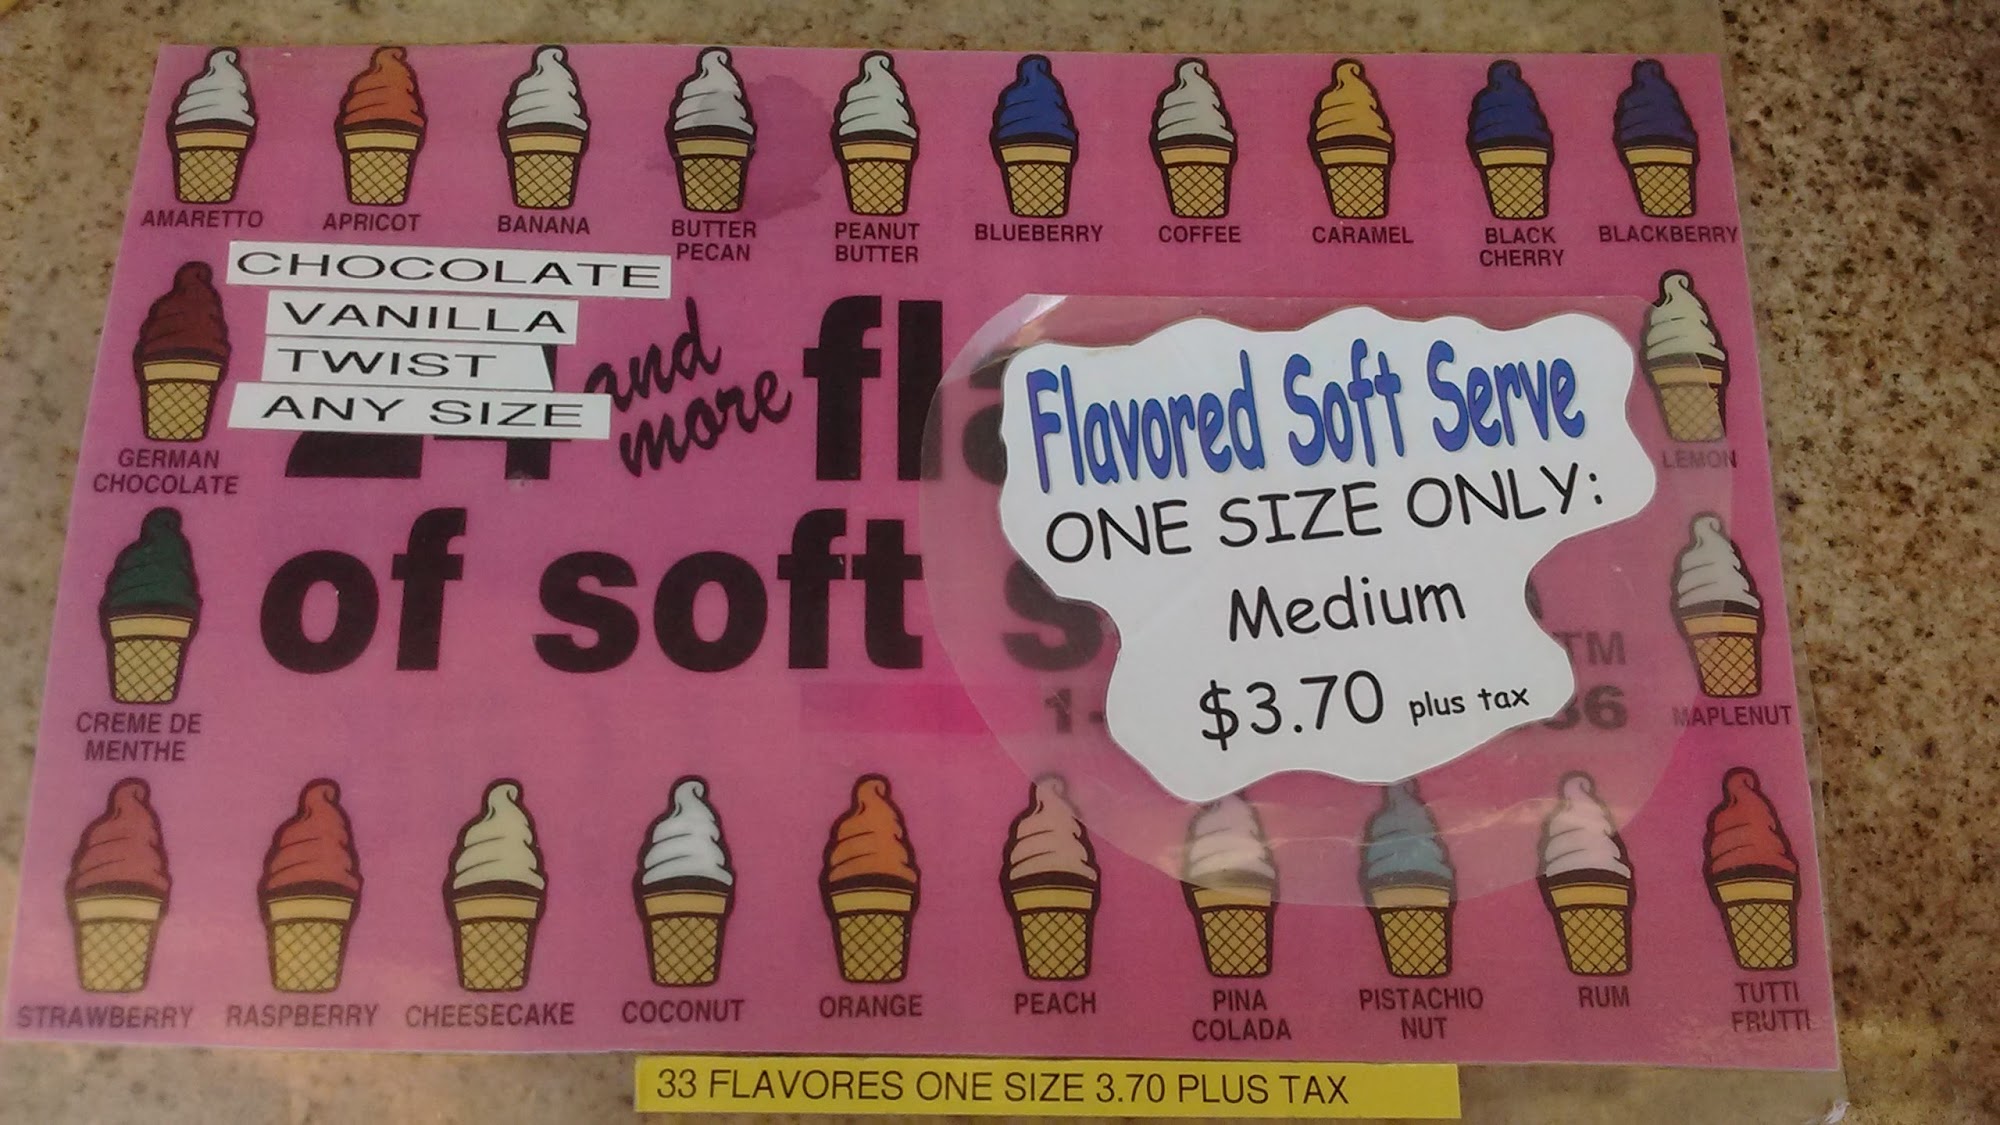 AMARETTO
APRICOT
BANANA
BUTTER
PECAN
PEANUT
BUTTER
BLUEBERRY
COFFEE
CARAMEL
BLACK
CHERRY
BLACKBERRY
CHOCOLATE
VANILLA
TWIST
ANY SIZE
and
more
of soft
GERMAN
CHOCOLATE
CREME DE
MENTHE
Flavored Soft Serve
ONE SIZE ONLY:
Medium
$3.70 plus tax
TM
LEMON
MAPLENUT
STRAWBERRY
RASPBERRY
CHEESECAKE
COCONUT
ORANGE
PEACH
PINA
COLADA
PISTACHIO
NUT
RUM
TUTTI
FRUTTI
33 FLAVORES ONE SIZE 3.70 PLUS TAX